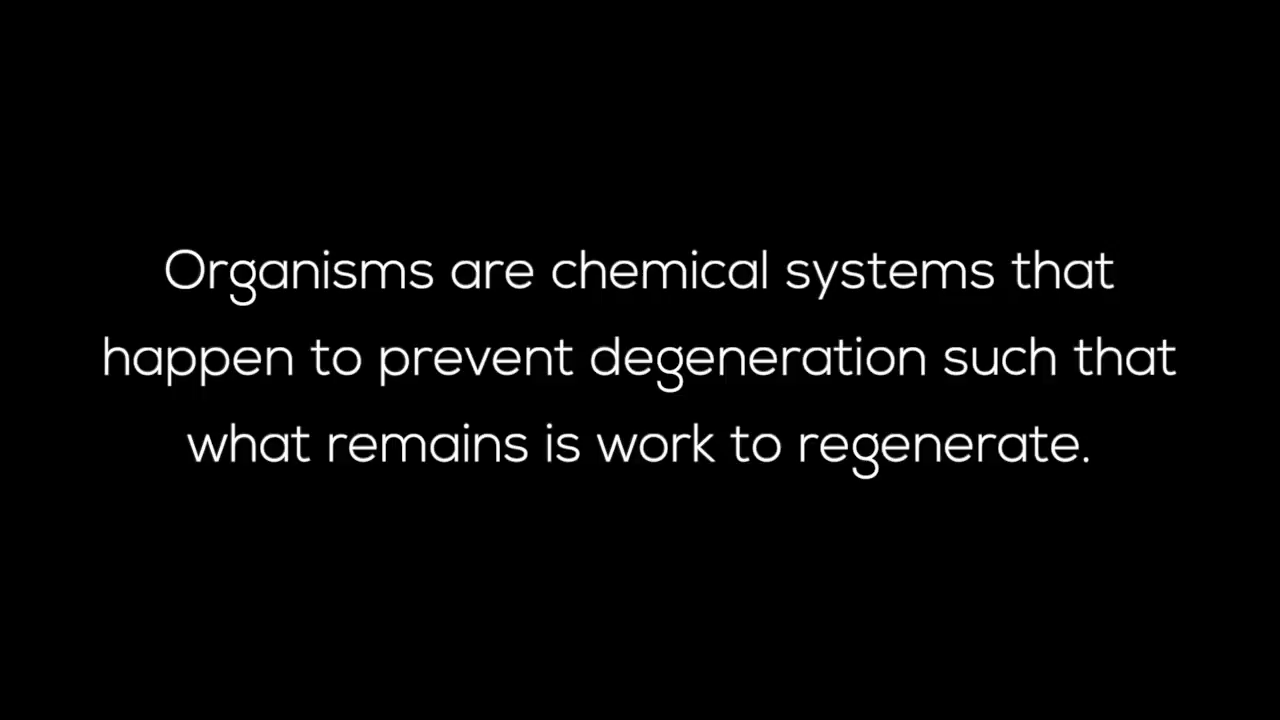 Organisms are chemical systems that
happen to prevent degeneration such that
what remains is work to regenerate.